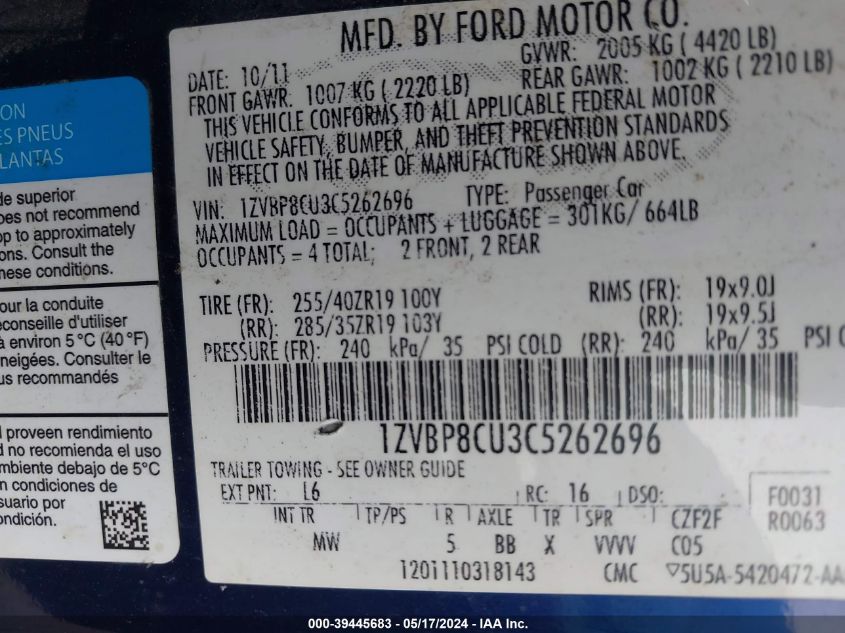 ON
ES PNEUS
LANTAS
de superior
oes not recommend
op to approximately
ons. Consult the
hese conditions.
our la conduite
econseille d'utiliser
à environ 5 °C (40 °F)
neigées. Consulter le
us recommandés
l proveen rendimiento
mbiente debajo de 5°C
n condiciones de
suario por
ondición.
MFD. BY FORD MOTOR CO.
DATE: 10/11 GVWR: 2005 KG ( 4420 LB)
FRONT GAWR: 1007 KG ( 2220 LB) REAR GAWR: 1002 KG ( 2210 LB)
THIS VEHICLE CONFORMS TO ALL APPLICABLE FEDERAL MOTOR
VEHICLE SAFETY, BUMPER, AND THEFT PREVENTION STANDARDS
IN EFFECT ON THE DATE OF MANUFACTURE SHOWN ABOVE.
VIN: 1ZVBP8CU3C5262696 TYPE: Passenger Car
MAXIMUM LOAD = OCCUPANTS + LUGGAGE = 301KG/ 664LB
OCCUPANTS = 4 TOTAL; 2 FRONT, 2 REAR
TIRE (FR): 255/40ZR19 100Y RIMS (FR): 19x9.0J
(RR): 285/35ZR19 103Y (RR): 19x9.5J
PRESSURE (FR): 240 kPa/ 35 PSI COLD (RR): 240 kPa/ 35 PSI
1ZVBP8CU3C5262696
TRAILER TOWING - SEE OWNER GUIDE
EXT PNT: L6 RC: 16 DSO: F0031
INT TR TP/PS R AXLE TR SPR CZF2F R0063
MW 5 BB X VVVV C05
1201110318143 CMC ▽5U5A-5420472-AA
000-39445683 - 05/17/2024 - IAA Inc.